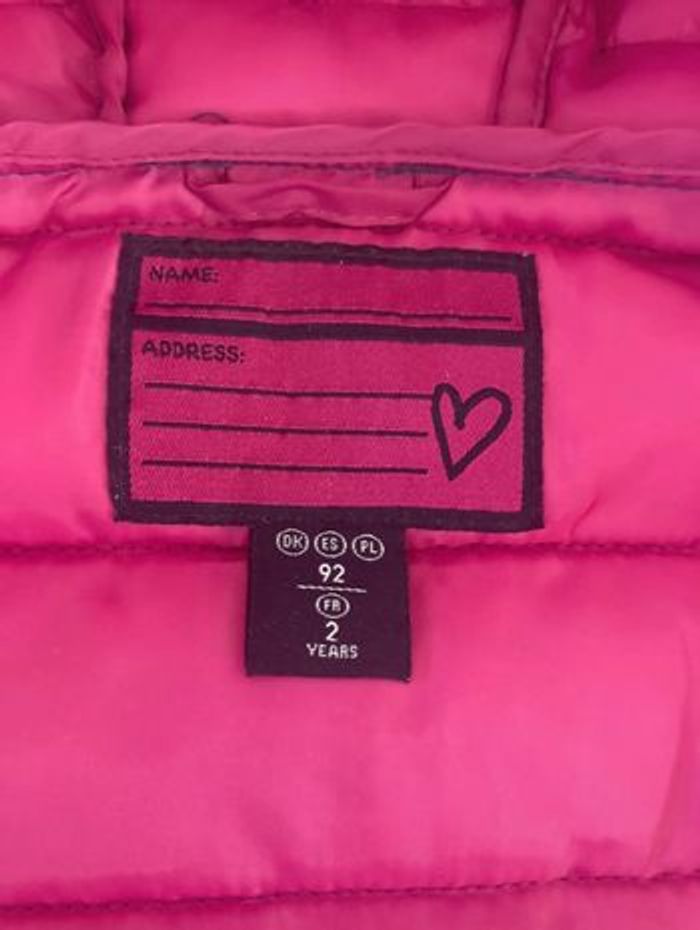 NAME:
ADDRESS:
DK ES PL
92
FR
2
YEARS